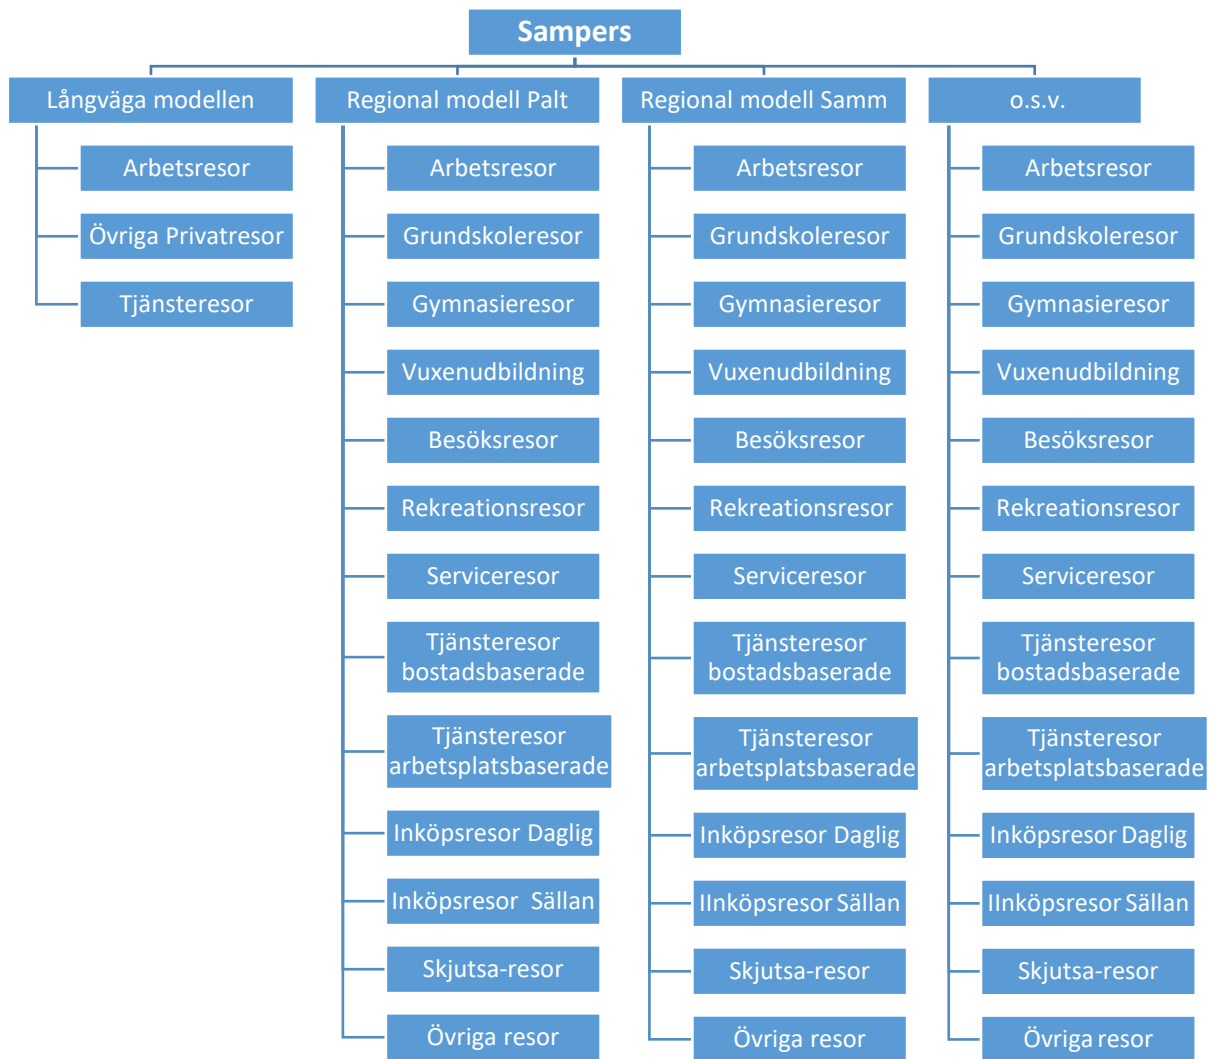 Sampers
Långväga modellen
Arbetsresor
Övriga Privatresor
Tjänsteresor
Regional modell Palt
Arbetsresor
Grundskoleresor
Gymnasieresor
Vuxenudbildning
Besöksresor
Rekreationsresor
Serviceresor
Tjänsteresor
bostadsbaserade
Tjänsteresor
arbetsplatsbaserade
Inköpsresor Daglig
Inköpsresor Sällan
Skjutsa-resor
Övriga resor
Regional modell Samm
Arbetsresor
Grundskoleresor
Gymnasieresor
Vuxenudbildning
Besöksresor
Rekreationsresor
Serviceresor
Tjänsteresor
bostadsbaserade
Tjänsteresor
arbetsplatsbaserade
Inköpsresor Daglig
IInköpsresor Sällan
Skjutsa-resor
Övriga resor
o.s.v.
Arbetsresor
Grundskoleresor
Gymnasieresor
Vuxenudbildning
Besöksresor
Rekreationsresor
Serviceresor
Tjänsteresor
bostadsbaserade
Tjänsteresor
arbetsplatsbaserade
Inköpsresor Daglig
IInköpsresor Sällan
Skjutsa-resor
Övriga resor